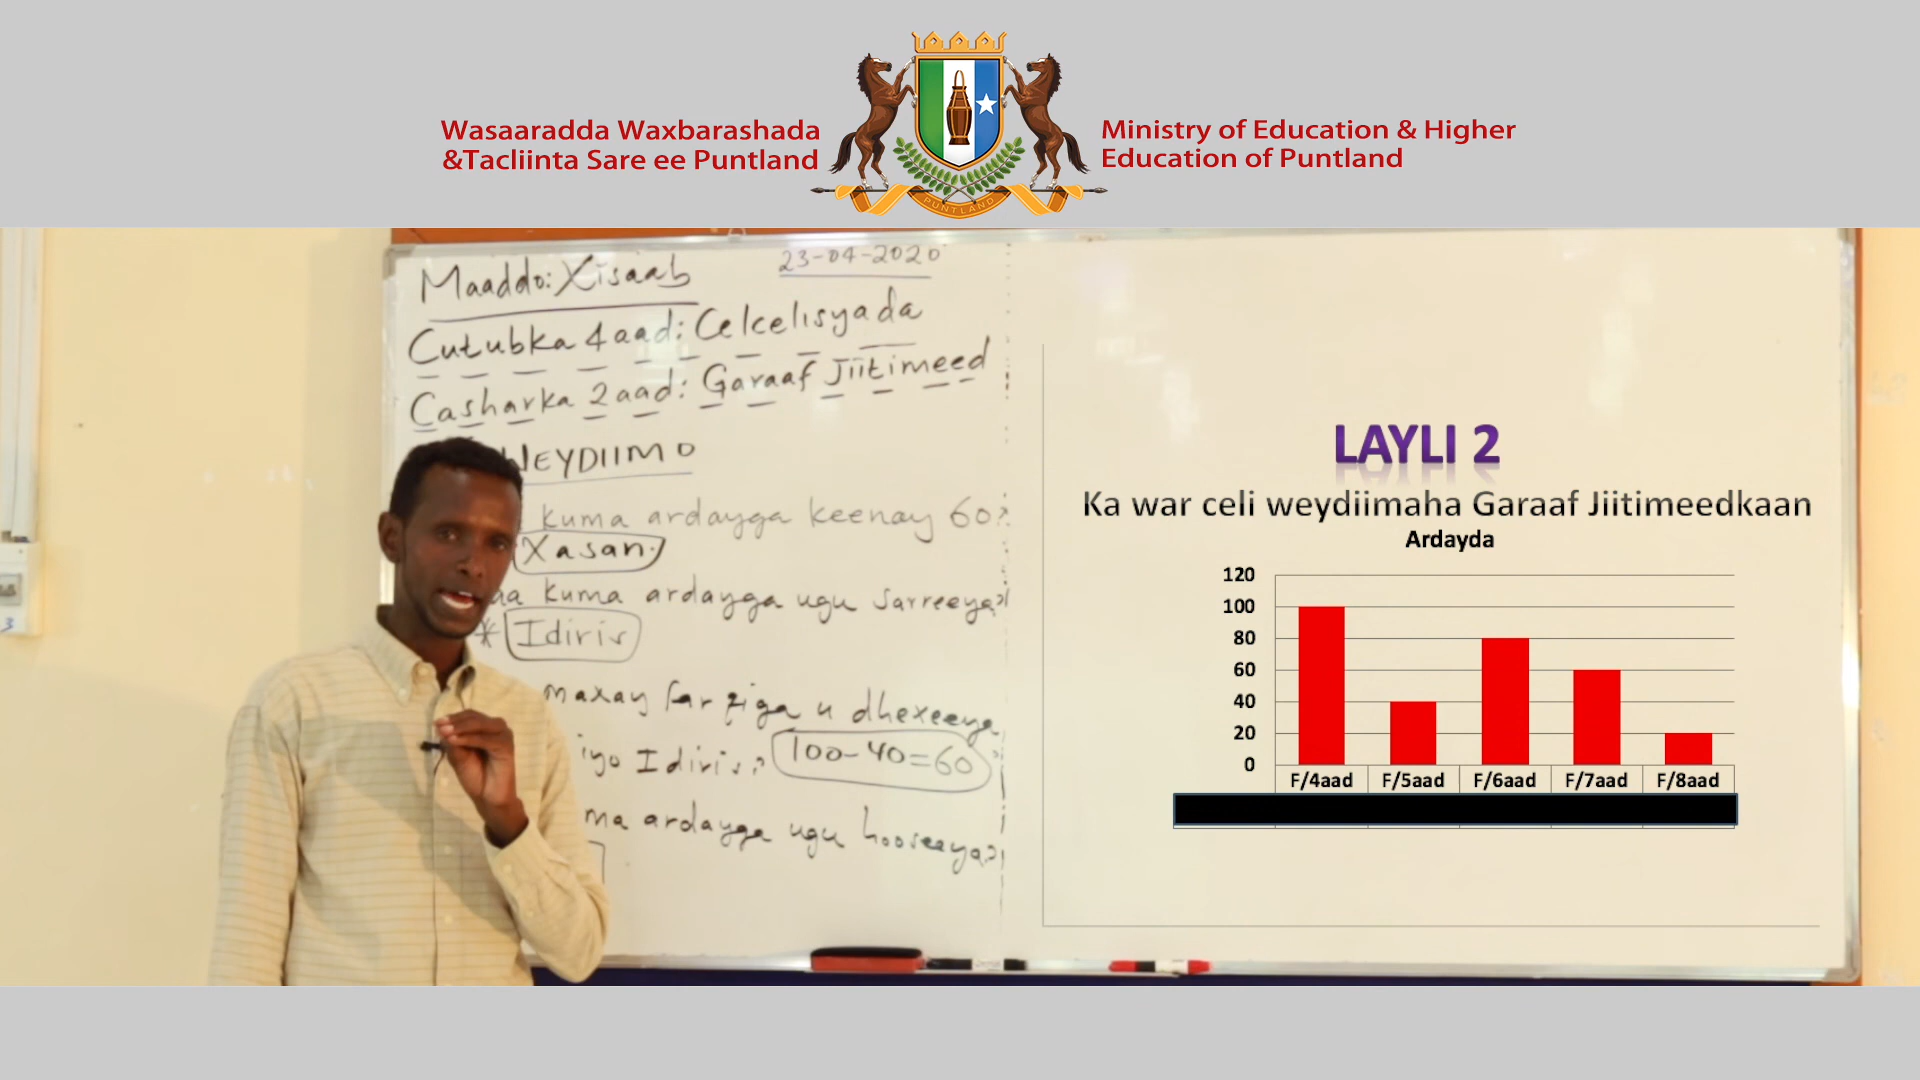 Wasaaradda Waxbarashada
&Tacliinta Sare ee Puntland
Ministry of Education & Higher
Education of Puntland
PUNTLAND
23-04-2020
Maaddo: Xisaab
Cutubka 4aad: Celcelisyada
Casharka 2aad: Garaaf Jiitimeed
WEYDIIMO
kuma ardayga keenay 60?
Xasan
kuma ardayga ugu sarreeya?
* Idiris
maxay farqiga u dhexeeya
iyo Idiris? 100-40=60
ma ardayga ugu hooseeya?
LAYLI 2
Ka war celi weydiimaha Garaaf Jiitimeedkaan
Ardayda
120
100
80
60
40
20
0
F/4aad F/5aad F/6aad F/7aad F/8aad